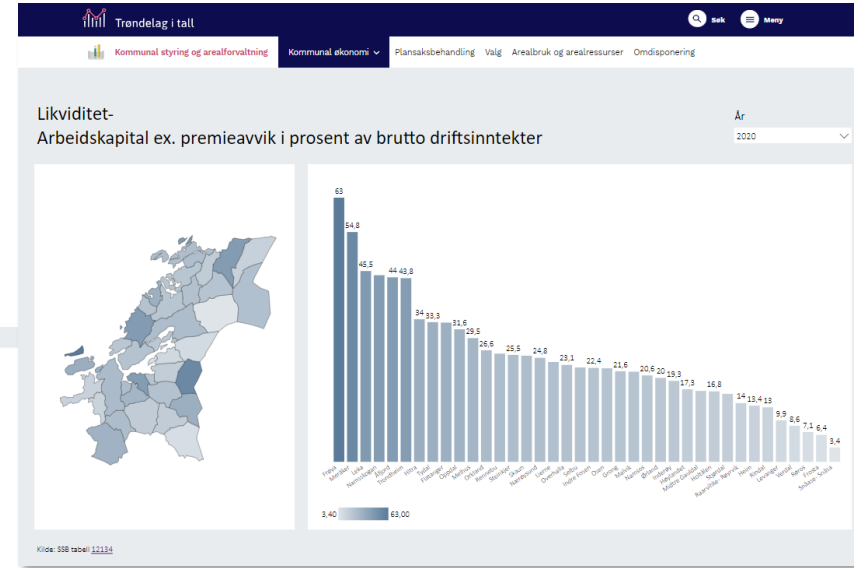 Trøndelag i tall
Søk
Meny
Kommunal styring og arealforvaltning
Kommunal økonomi
Plansaksbehandling
Valg
Arealbruk og arealressurser
Omdisponering
Likviditet-
Arbeidskapital ex. premieavvik i prosent av brutto driftsinntekter
År
2020
63
54,8
45,5
44
43,8
34
33,3
31,6
29,5
26,6
25,5
24,8
23,1
22,4
21,6
20,6
20
19,3
17,3
16,8
14
13,4
13
9,9
8,6
7,1
6,4
3,4
Frøya
Meråker
Leka
Namsskogan
Åfjord
Trondheim
Hitra
Tydal
Flatanger
Oppdal
Melhus
Orkland
Rennebu
Steinkjer
Skaun
Nærøysund
Lierne
Overhalla
Selbu
Indre Fosen
Osen
Grong
Malvik
Namsos
Ørland
Inderøy
Høylandet
Midtre Gauldal
Holtålen
Stjørdal
Raarvihke - Røyrvik
Heim
Rindal
Levanger
Verdal
Røros
Frosta
Snåase - Snåsa
3,40
63,00
Kilde: SSB tabell 12134